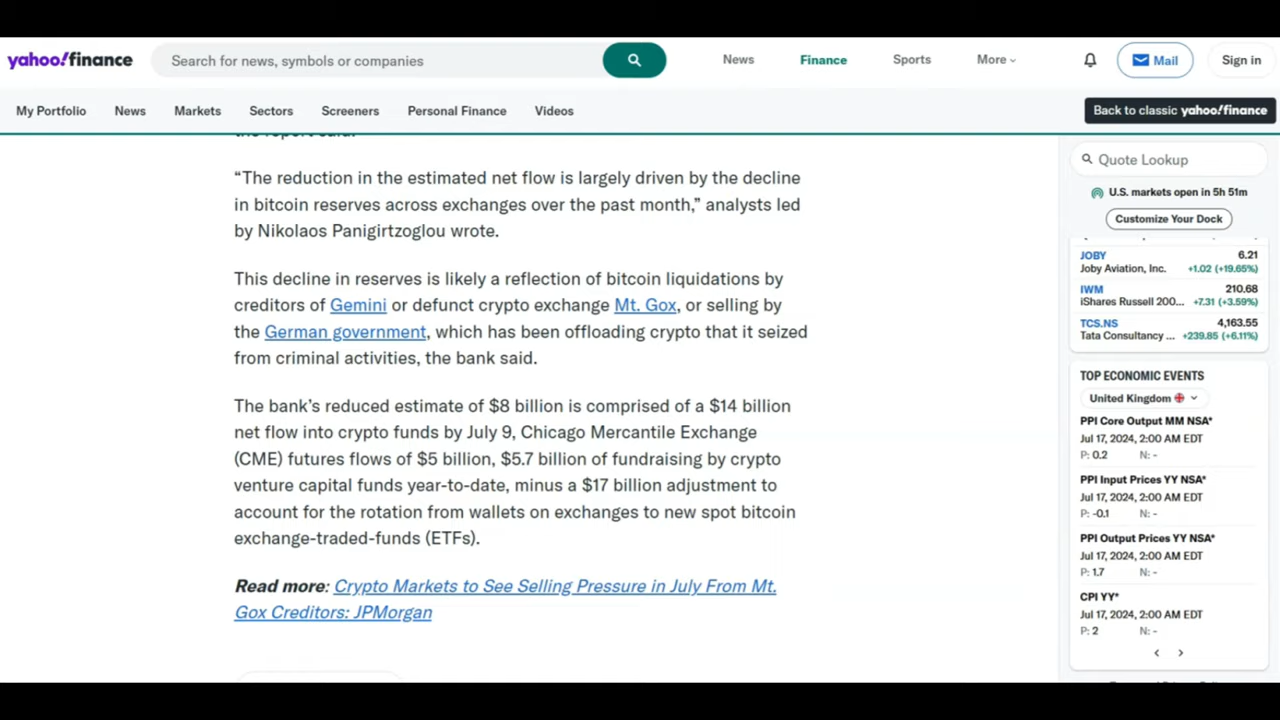 yahoo!finance
Search for news, symbols or companies
News
Finance
Sports
More
Mail
Sign in
My Portfolio
News
Markets
Sectors
Screeners
Personal Finance
Videos
Back to classic yahoo!finance
the report said.
“The reduction in the estimated net flow is largely driven by the decline
in bitcoin reserves across exchanges over the past month,” analysts led
by Nikolaos Panigirtzoglou wrote.
This decline in reserves is likely a reflection of bitcoin liquidations by
creditors of Gemini or defunct crypto exchange Mt. Gox, or selling by
the German government, which has been offloading crypto that it seized
from criminal activities, the bank said.
The bank’s reduced estimate of $8 billion is comprised of a $14 billion
net flow into crypto funds by July 9, Chicago Mercantile Exchange
(CME) futures flows of $5 billion, $5.7 billion of fundraising by crypto
venture capital funds year-to-date, minus a $17 billion adjustment to
account for the rotation from wallets on exchanges to new spot bitcoin
exchange-traded-funds (ETFs).
Read more: Crypto Markets to See Selling Pressure in July From Mt.
Gox Creditors: JPMorgan
Quote Lookup
U.S. markets open in 5h 51m
Customize Your Dock
JOBY 6.21
Joby Aviation, Inc. +1.02 (+19.65%)
IWM 210.68
iShares Russell 200... +7.31 (+3.59%)
TCS.NS 4,163.55
Tata Consultancy ... +239.85 (+6.11%)
TOP ECONOMIC EVENTS
United Kingdom
PPI Core Output MM NSA*
Jul 17, 2024, 2:00 AM EDT
P: 0.2 N: -
PPI Input Prices YY NSA*
Jul 17, 2024, 2:00 AM EDT
P: -0.1 N: -
PPI Output Prices YY NSA*
Jul 17, 2024, 2:00 AM EDT
P: 1.7 N: -
CPI YY*
Jul 17, 2024, 2:00 AM EDT
P: 2 N: -